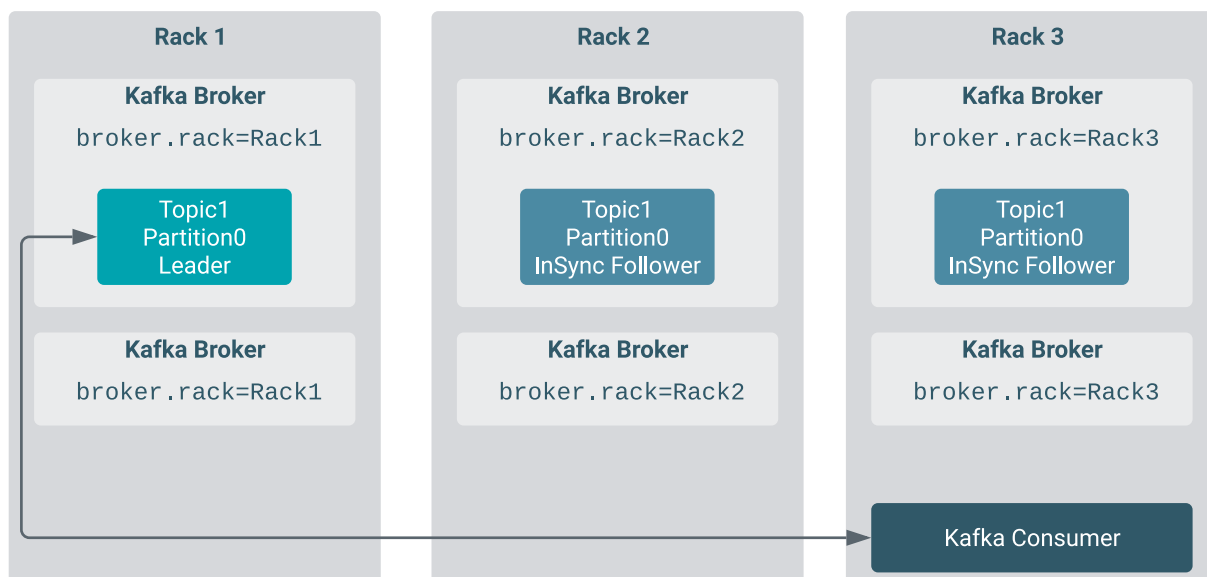 Rack 1
Kafka Broker
broker.rack=Rack1
Topic1
Partition0
Leader
Kafka Broker
broker.rack=Rack1
Rack 2
Kafka Broker
broker.rack=Rack2
Topic1
Partition0
InSync Follower
Kafka Broker
broker.rack=Rack2
Rack 3
Kafka Broker
broker.rack=Rack3
Topic1
Partition0
InSync Follower
Kafka Broker
broker.rack=Rack3
Kafka Consumer